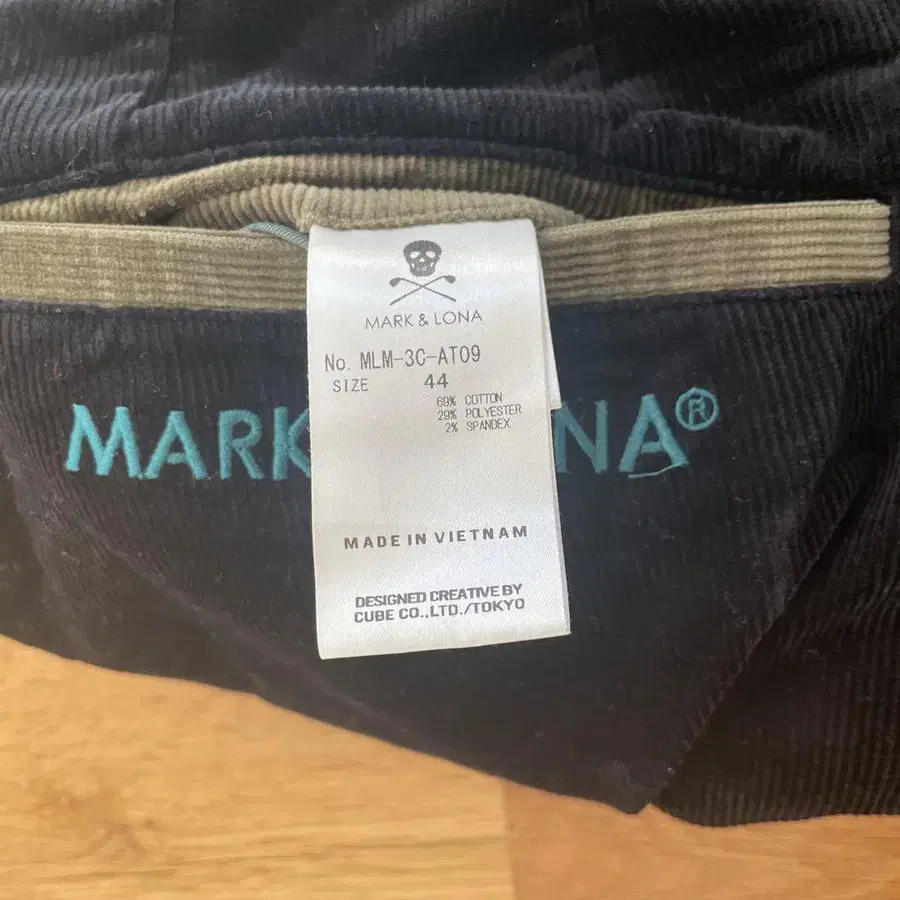 MARK & LONA
No. MLM-3C-AT09
SIZE 44
69% COTTON
29% POLYESTER
2% SPANDEX
MARK NA®
MADE IN VIETNAM
DESIGNED CREATIVE BY
CUBE CO.,LTD./TOKYO